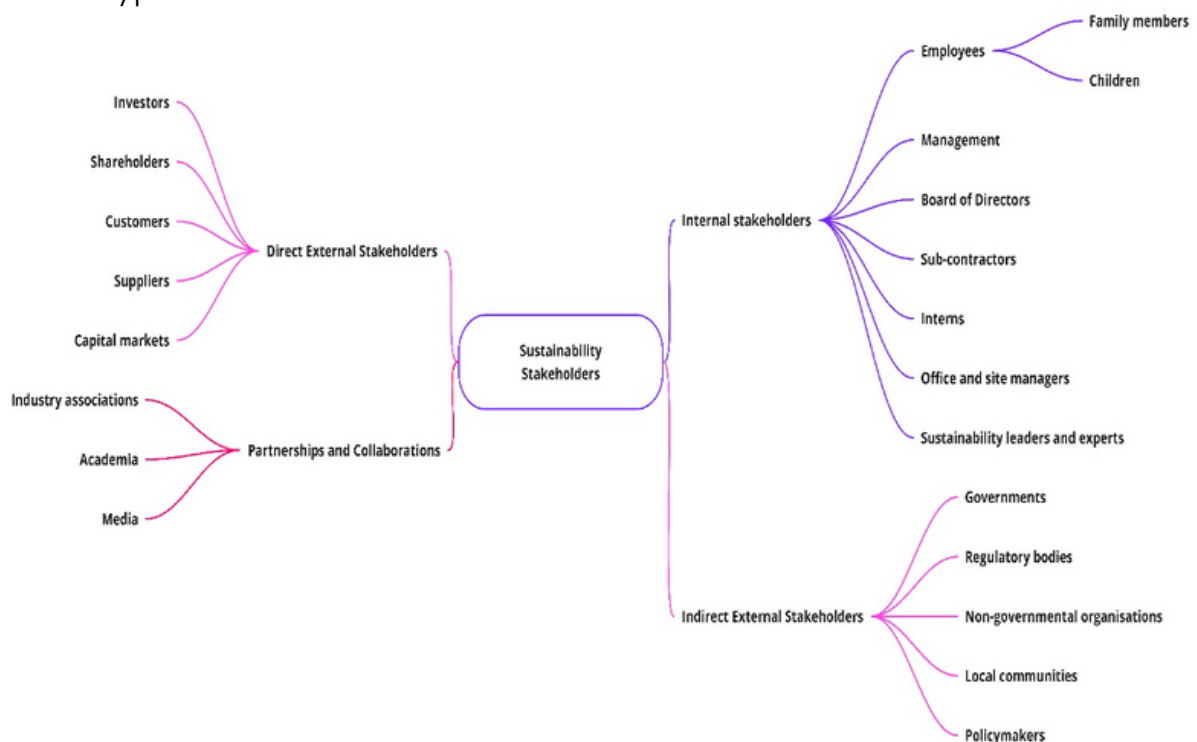 Family members
Employees
Children
Investors
Management
Shareholders
Board of Directors
Customers
Internal stakeholders
Direct External Stakeholders
Sub-contractors
Suppliers
Interns
Capital markets
Sustainability
Stakeholders
Office and site managers
Industry associations
Sustainability leaders and experts
Partnerships and Collaborations
Academia
Governments
Media
Regulatory bodies
Indirect External Stakeholders
Non-governmental organisations
Local communities
Policymakers